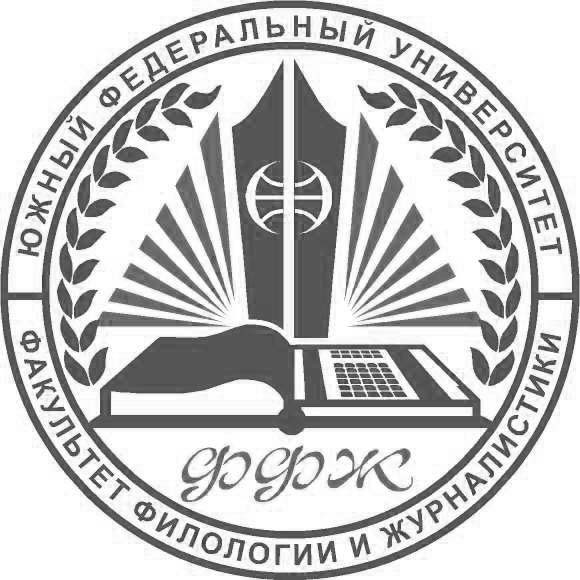 ЮЖНЫЙ ФЕДЕРАЛЬНЫЙ УНИВЕРСИТЕТ
ФФЖ
ФАКУЛЬТЕТ ФИЛОЛОГИИ И ЖУРНАЛИСТИКИ